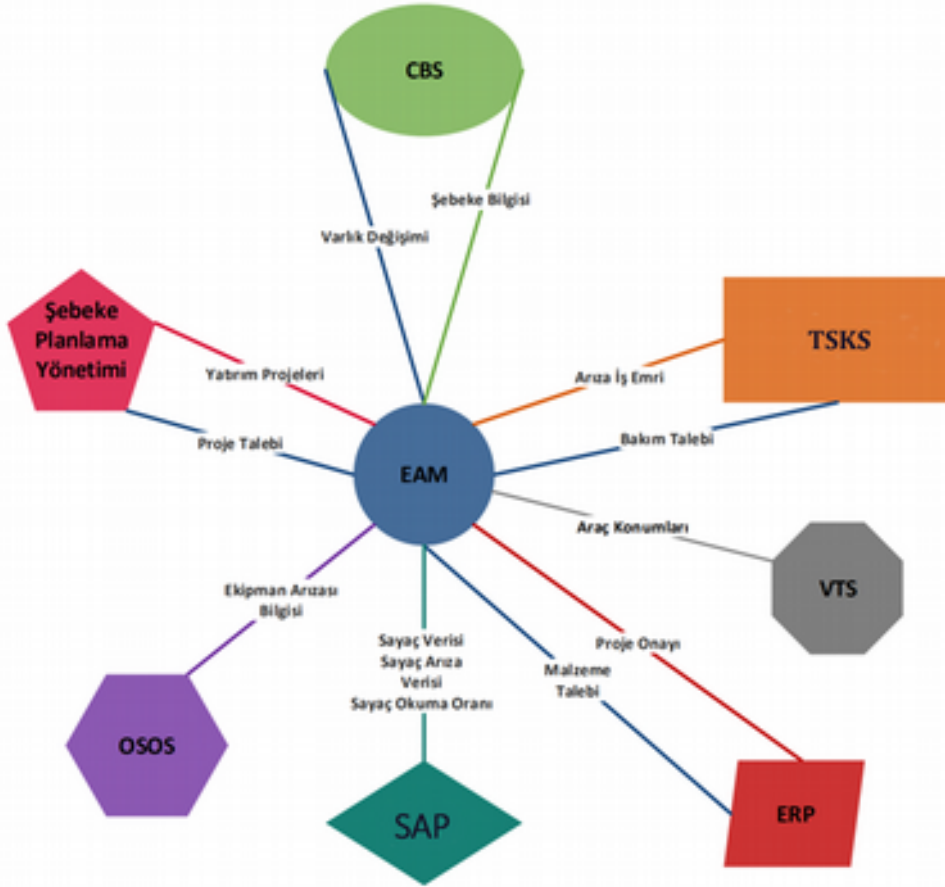 CBS
Şebeke Bilgisi
Varlık Değişimi
Şebeke
Planlama
Yönetimi
TSKS
Yatırım Projeleri
Arıza İş Emri
Proje Talebi
Bakım Talebi
EAM
Araç Konumları
VTS
Ekipman Arızası
Bilgisi
Sayaç Verisi
Sayaç Arıza
Verisi
Sayaç Okuma Oranı
Proje Onayı
Malzeme
Talebi
OSOS
SAP
ERP